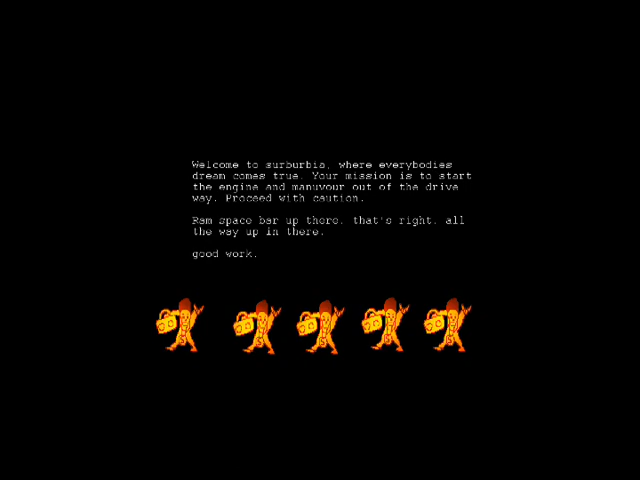 Welcome to surburbia, where everybodies
dream comes true. Your mission is to start
the engine and manuvour out of the drive
way. Proceed with caution.
Ram space bar up there. that's right. all
the way up in there.
good work.